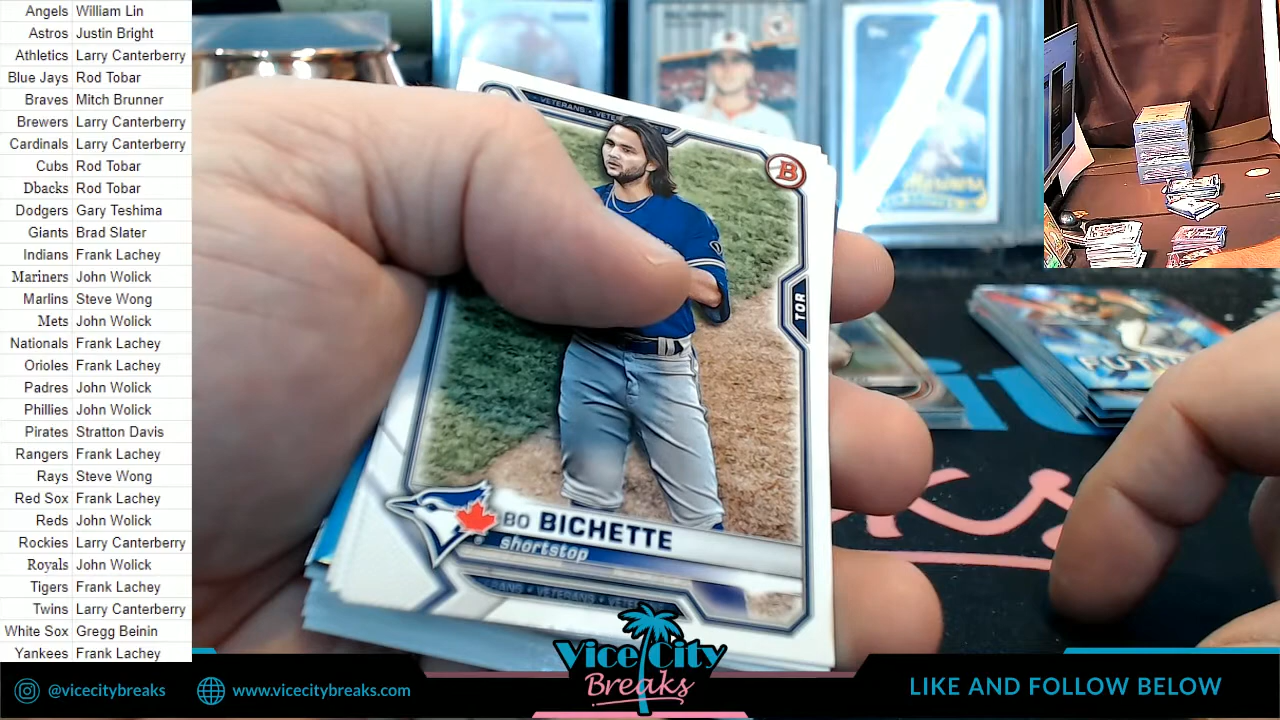 Angels William Lin
Astros Justin Bright
Athletics Larry Canterberry
Blue Jays Rod Tobar
Braves Mitch Brunner
Brewers Larry Canterberry
Cardinals Larry Canterberry
Cubs Rod Tobar
Dbacks Rod Tobar
Dodgers Gary Teshima
Giants Brad Slater
Indians Frank Lachey
Mariners John Wolick
Marlins Steve Wong
Mets John Wolick
Nationals Frank Lachey
Orioles Frank Lachey
Padres John Wolick
Phillies John Wolick
Pirates Stratton Davis
Rangers Frank Lachey
Rays Steve Wong
Red Sox Frank Lachey
Reds John Wolick
Rockies Larry Canterberry
Royals John Wolick
Tigers Frank Lachey
Twins Larry Canterberry
White Sox Gregg Beinin
Yankees Frank Lachey
VETERANS
B
TOR
BO BICHETTE
shortstop
VETERANS
Vice City
Breaks
@vicecitybreaks
www.vicecitybreaks.com
LIKE AND FOLLOW BELOW